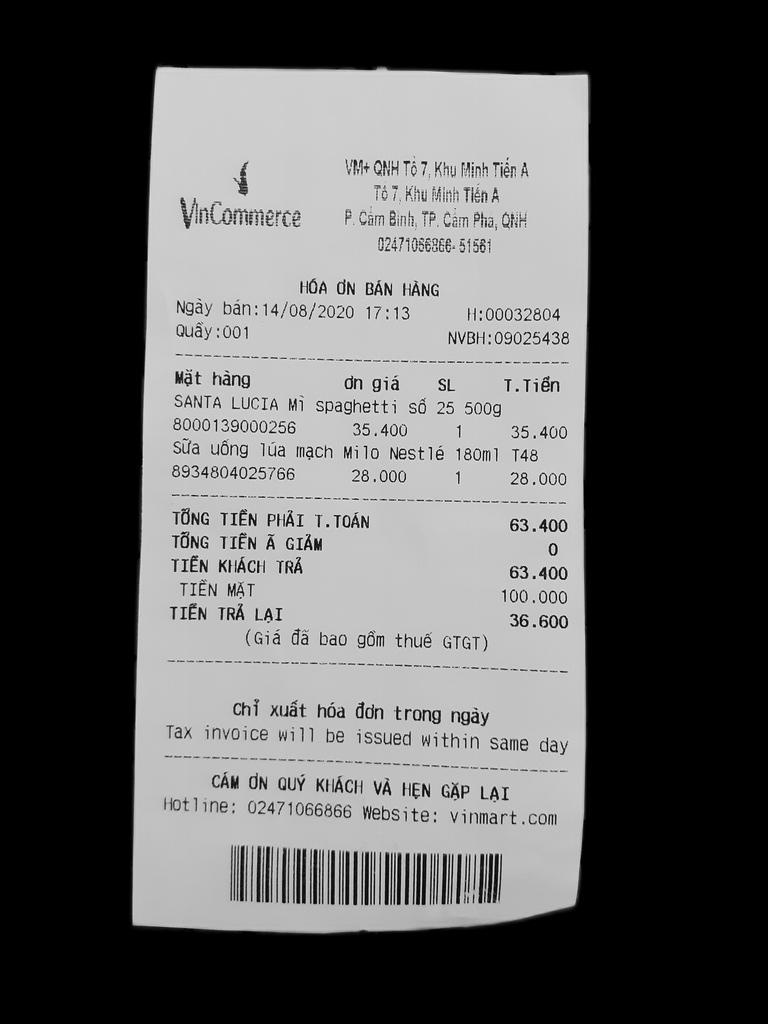 VinCommerce
VM+ QNH Tổ 7, Khu Minh Tiến A
Tổ 7, Khu Minh Tiến A
P. Cẩm Bình, TP. Cẩm Phả, QNH
02471066866-51561
HÓA ƠN BÁN HÀNG
Ngày bán:14/08/2020 17:13 H:00032804
Quầy:001 NVBH:09025438
Mặt hàng ơn giá SL T.Tiền
SANTA LUCIA Mì spaghetti số 25 500g
8000139000256 35.400 1 35.400
Sữa uống lúa mạch Milo Nestlé 180ml T48
8934804025766 28.000 1 28.000
TỔNG TIỀN PHẢI T.TOÁN 63.400
TỔNG TIỀN Ã GIẢM 0
TIỀN KHÁCH TRẢ 63.400
TIỀN MẶT 100.000
TIỀN TRẢ LẠI 36.600
(Giá đã bao gồm thuế GTGT)
Chỉ xuất hóa đơn trong ngày
Tax invoice will be issued within same day
CÁM ƠN QUÝ KHÁCH VÀ HẸN GẶP LẠI
Hotline: 02471066866 Website: vinmart.com